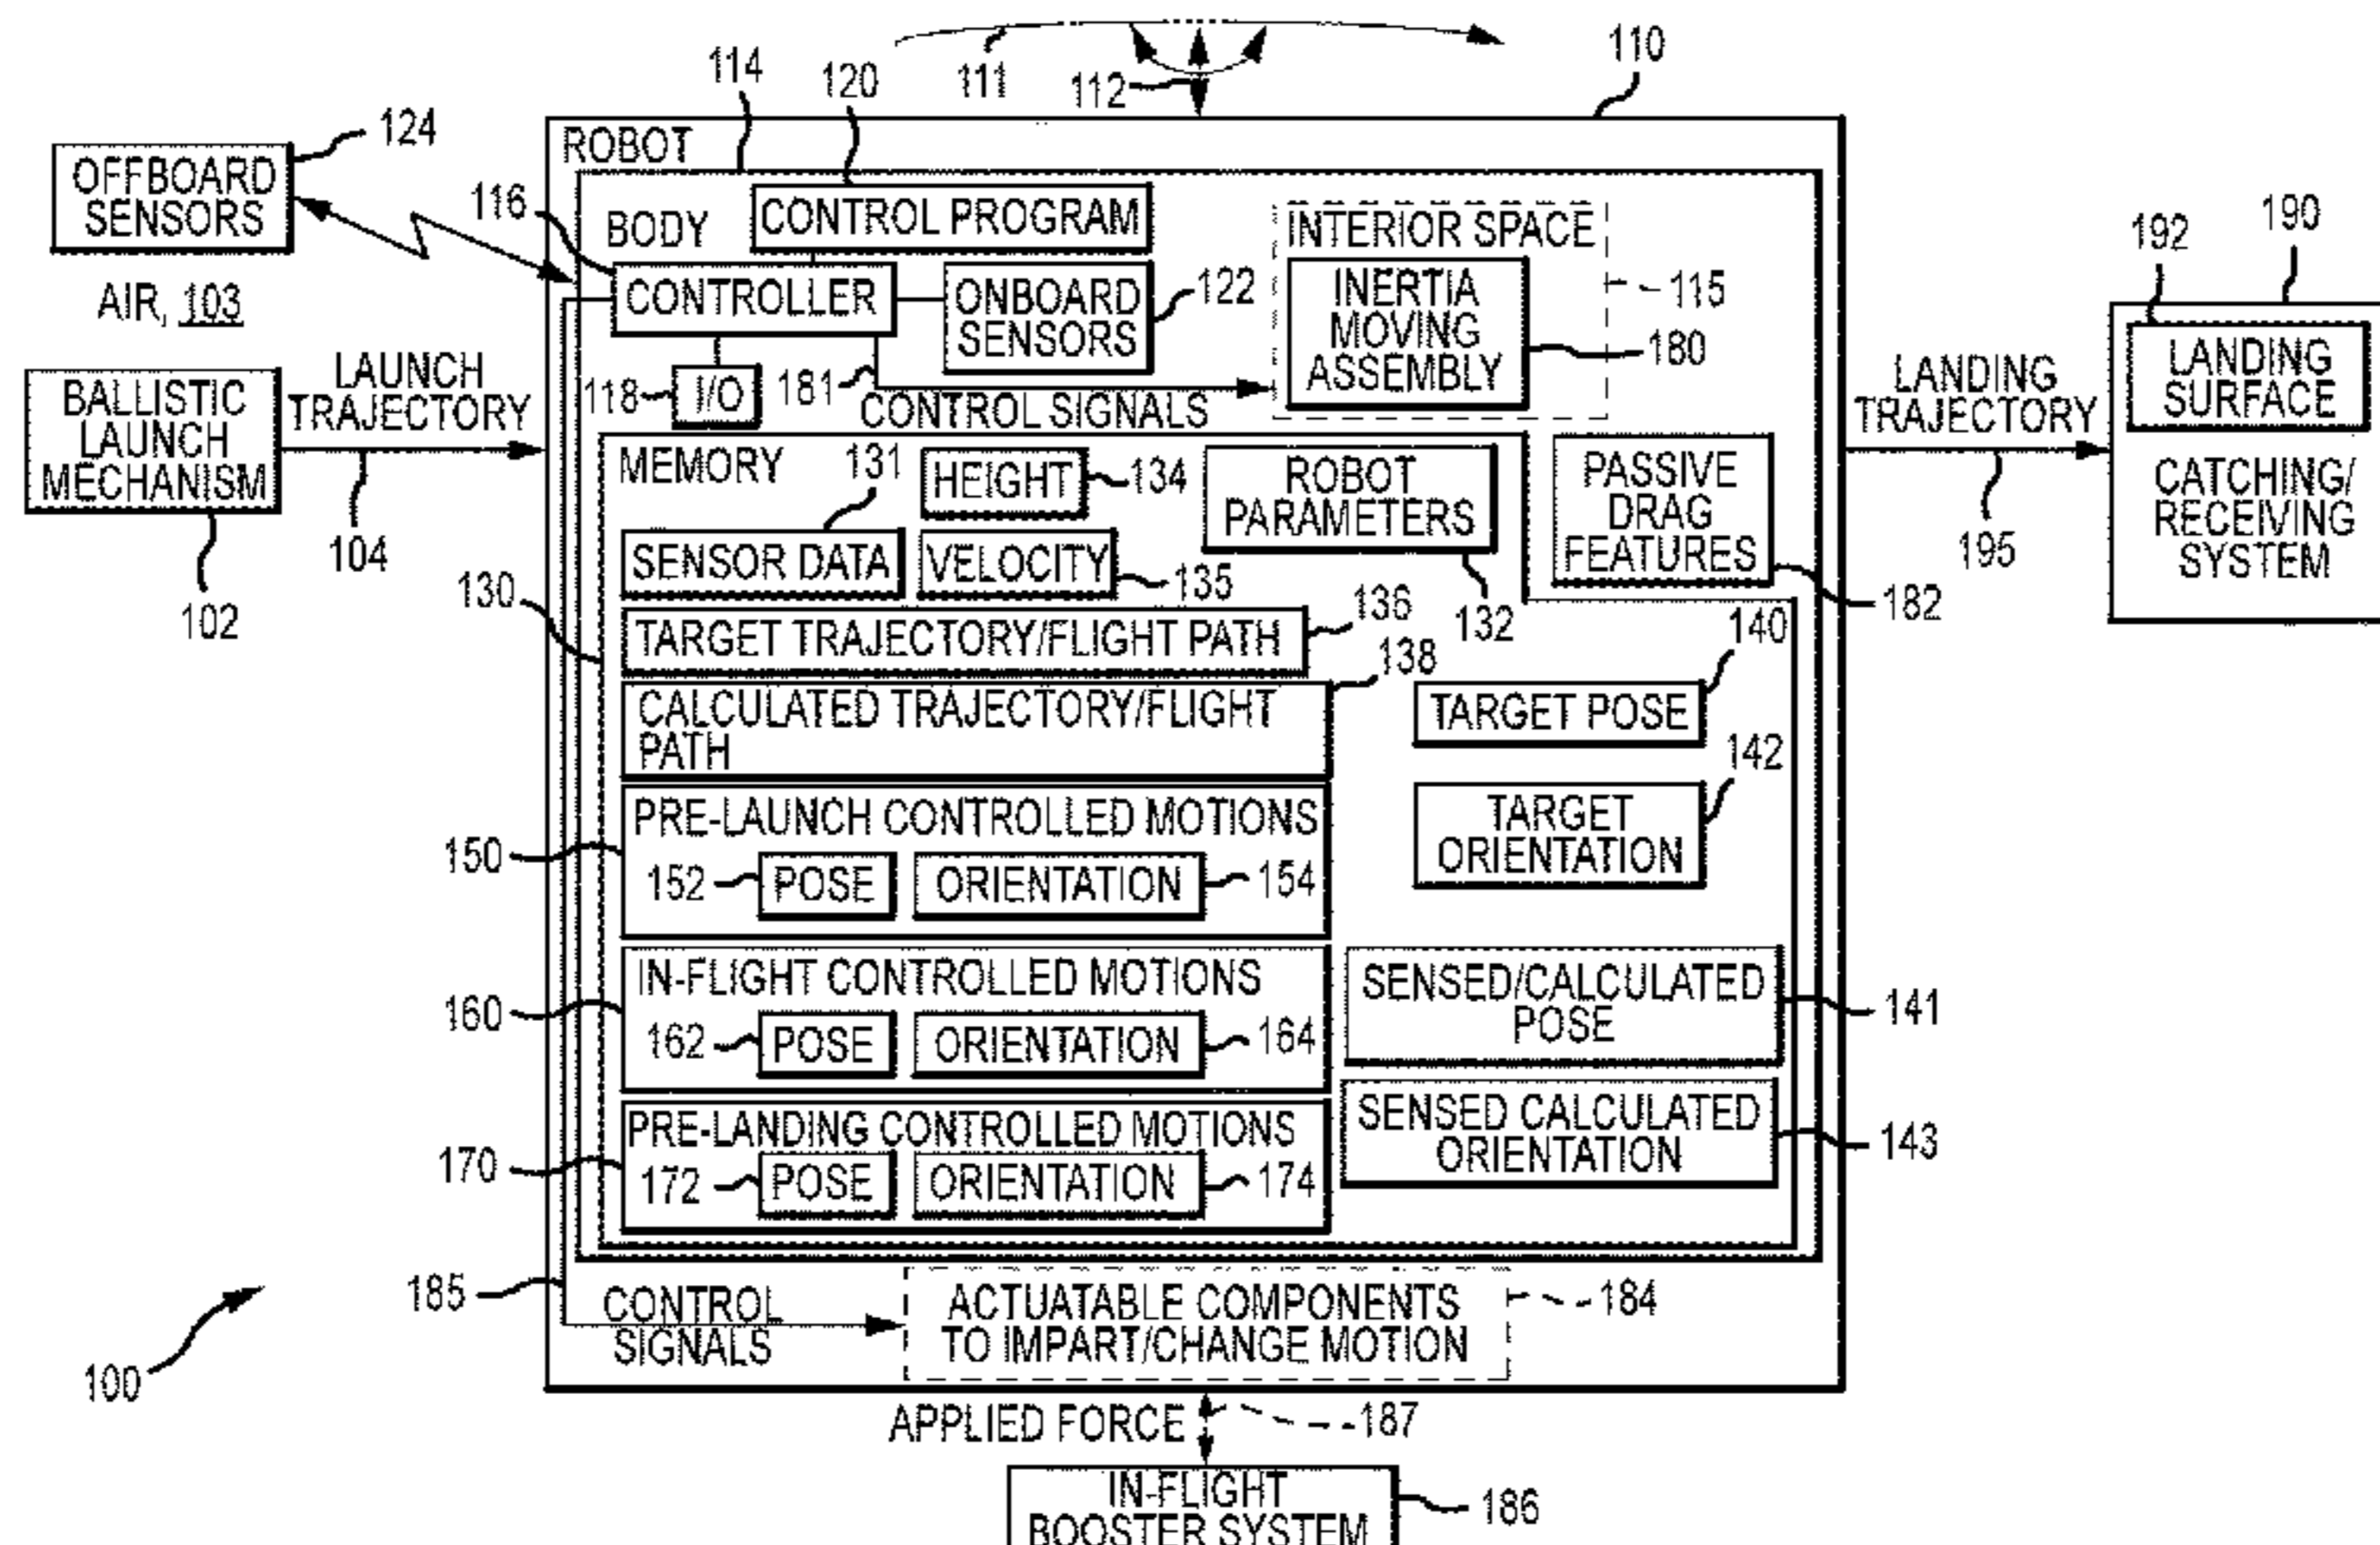 111
112
110
114
120
124
ROBOT
OFFBOARD
SENSORS
116
BODY
CONTROL PROGRAM
INTERIOR SPACE
190
192
AIR, 103
CONTROLLER
ONBOARD
SENSORS
122
INERTIA
MOVING
ASSEMBLY
115
180
LANDING
SURFACE
BALLISTIC
LAUNCH
MECHANISM
LAUNCH
TRAJECTORY
118
I/O
181
CONTROL SIGNALS
LANDING
TRAJECTORY
104
102
MEMORY
131
HEIGHT
134
ROBOT
PARAMETERS
PASSIVE
DRAG
FEATURES
195
CATCHING/
RECEIVING
SYSTEM
130
SENSOR DATA
VELOCITY
135
132
182
136
TARGET TRAJECTORY/FLIGHT PATH
138
140
CALCULATED TRAJECTORY/FLIGHT
PATH
TARGET POSE
142
150
PRE-LAUNCH CONTROLLED MOTIONS
TARGET
ORIENTATION
152
POSE
ORIENTATION
154
160
IN-FLIGHT CONTROLLED MOTIONS
SENSED/CALCULATED
POSE
141
162
POSE
ORIENTATION
164
170
PRE-LANDING CONTROLLED MOTIONS
SENSED CALCULATED
ORIENTATION
143
172
POSE
ORIENTATION
174
185
CONTROL
SIGNALS
ACTUATABLE COMPONENTS
TO IMPART/CHANGE MOTION
184
100
APPLIED FORCE
187
IN-FLIGHT
BOOSTER SYSTEM
186